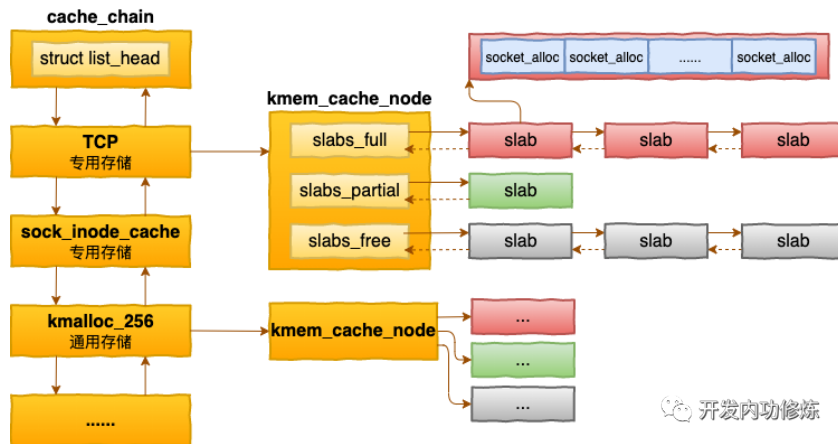 cache_chain
struct list_head
TCP
专用存储
sock_inode_cache
专用存储
kmalloc_256
通用存储
......
kmem_cache_node
slabs_full
slabs_partial
slabs_free
socket_alloc socket_alloc ...... socket_alloc
slab slab slab
slab
slab slab slab
kmem_cache_node
...
...
...
开发内功修炼